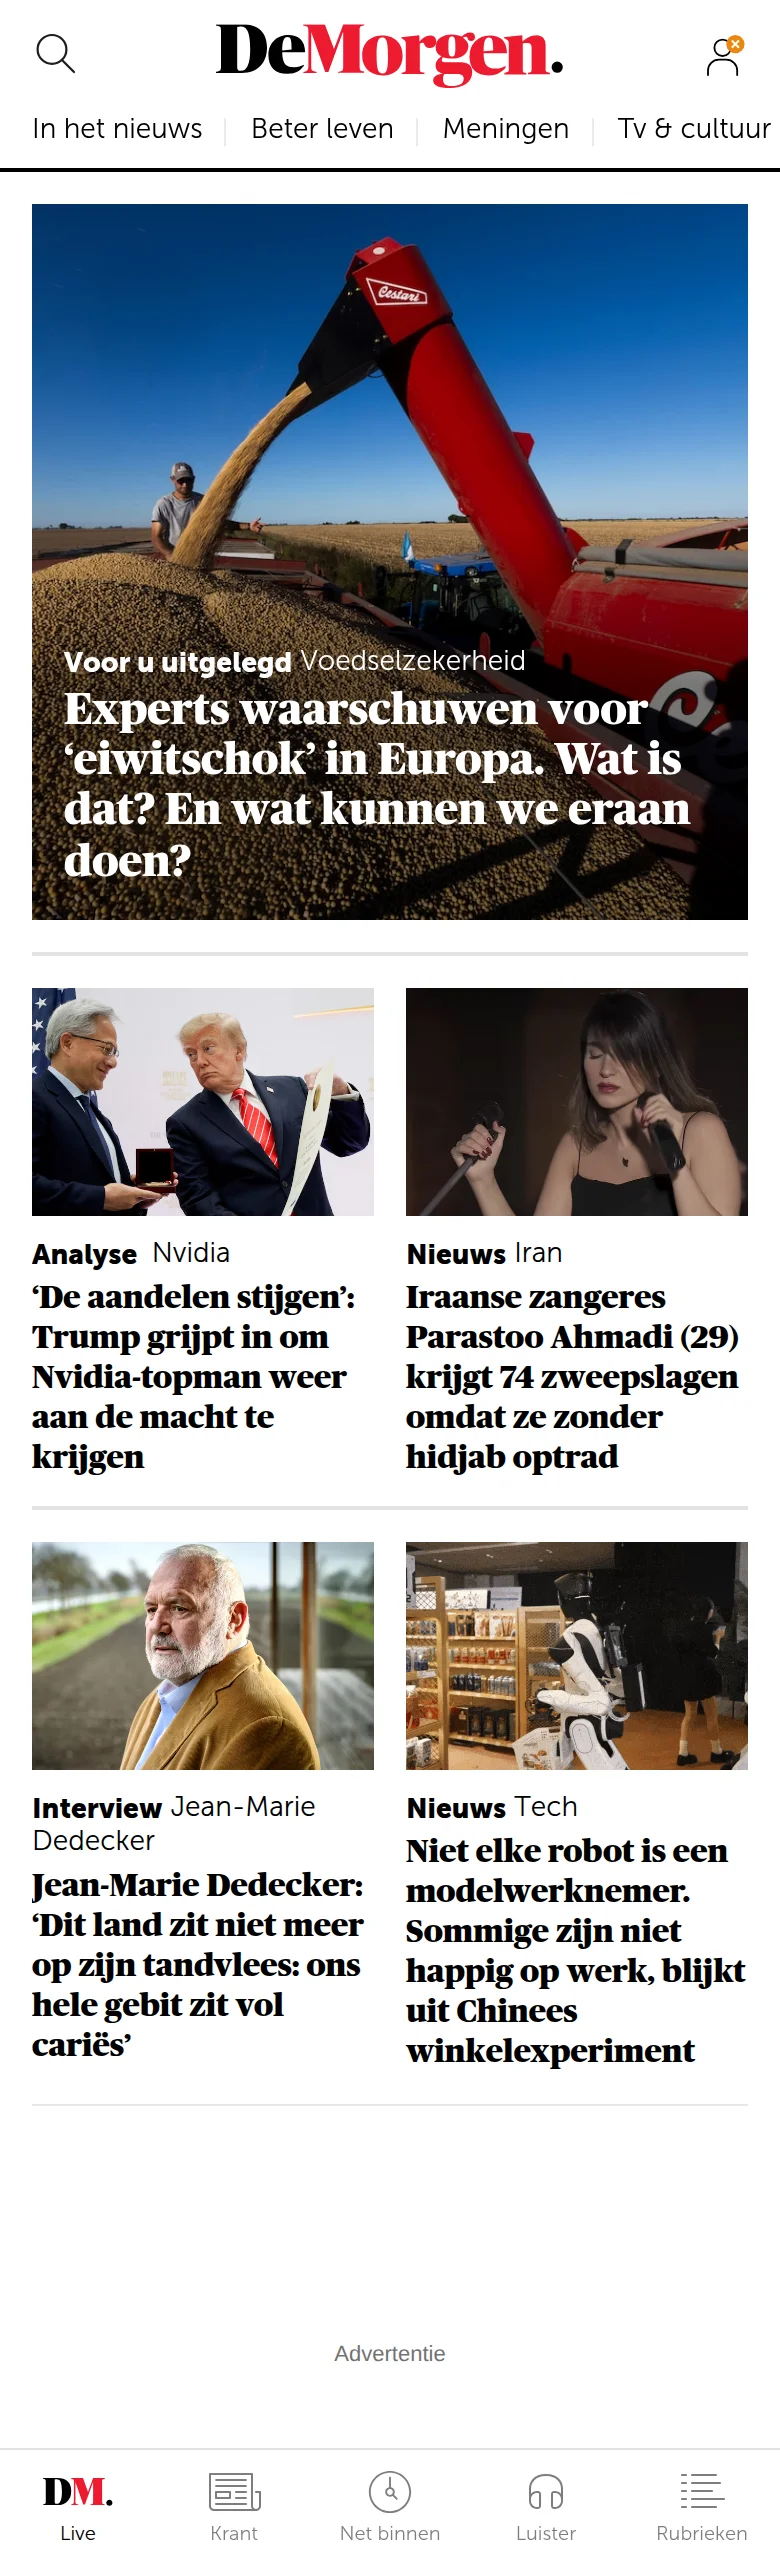 DeMorgen.
In het nieuws
Beter leven
Meningen
Tv & cultuur
Cestari
Voor u uitgelegd Voedselzekerheid
Experts waarschuwen voor
‘eiwitschok’ in Europa. Wat is
dat? En wat kunnen we eraan
doen?
Analyse Nvidia
‘De aandelen stijgen’:
Trump grijpt in om
Nvidia-topman weer
aan de macht te
krijgen
Nieuws Iran
Iraanse zangeres
Parastoo Ahmadi (29)
krijgt 74 zweepslagen
omdat ze zonder
hidjab optrad
Interview Jean-Marie
Dedecker
Jean-Marie Dedecker:
‘Dit land zit niet meer
op zijn tandvlees: ons
hele gebit zit vol
cariës’
Nieuws Tech
Niet elke robot is een
modelwerknemer.
Sommige zijn niet
happig op werk, blijkt
uit Chinees
winkelexperiment
Advertentie
DM.
Live
Krant
Net binnen
Luister
Rubrieken